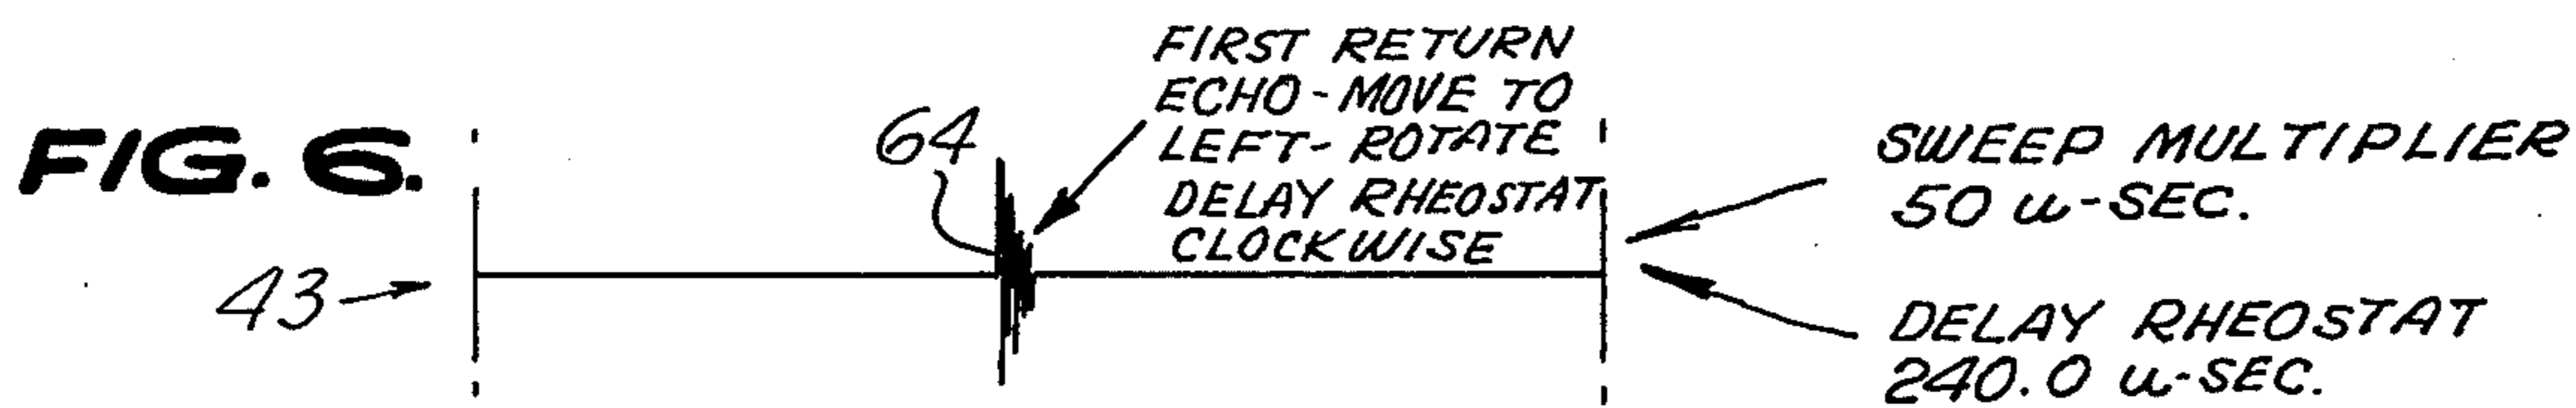 FIG. 6.
43
64
FIRST RETURN
ECHO - MOVE TO
LEFT - ROTATE
DELAY RHEOSTAT
CLOCKWISE
SWEEP MULTIPLIER
50 u-SEC.
DELAY RHEOSTAT
240.0 u-SEC.